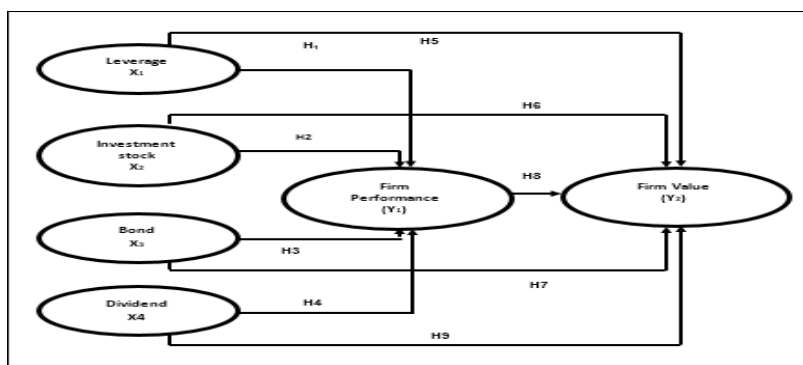 H₁
H5
Leverage
X₁
H6
Investment
stock
X₂
H2
Firm
Performance
(Y₁)
H8
Firm Value
(Y₂)
Bond
X₃
H3
H7
Dividend
X4
H4
H9